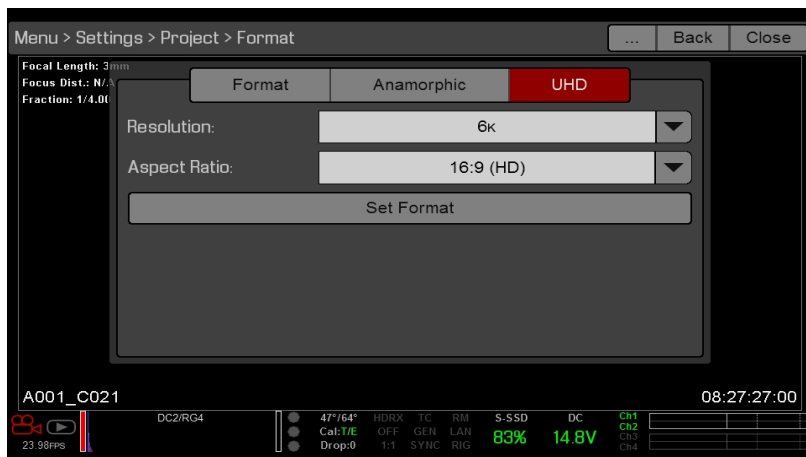 Menu > Settings > Project > Format ... Back Close
Focal Length: 3mm
Focus Dist.: N/A
Fraction: 1/4.00
Format Anamorphic UHD
Resolution: 6K
Aspect Ratio: 16:9 (HD)
Set Format
A001_C021 08:27:27:00
DC2/RG4 47°/64° HDRX TC RM S-SSD DC Ch1
Cal:T/E OFF GEN LAN 83% 14.8V Ch2
23.98FPS Drop:0 1:1 SYNC RIG Ch3
Ch4